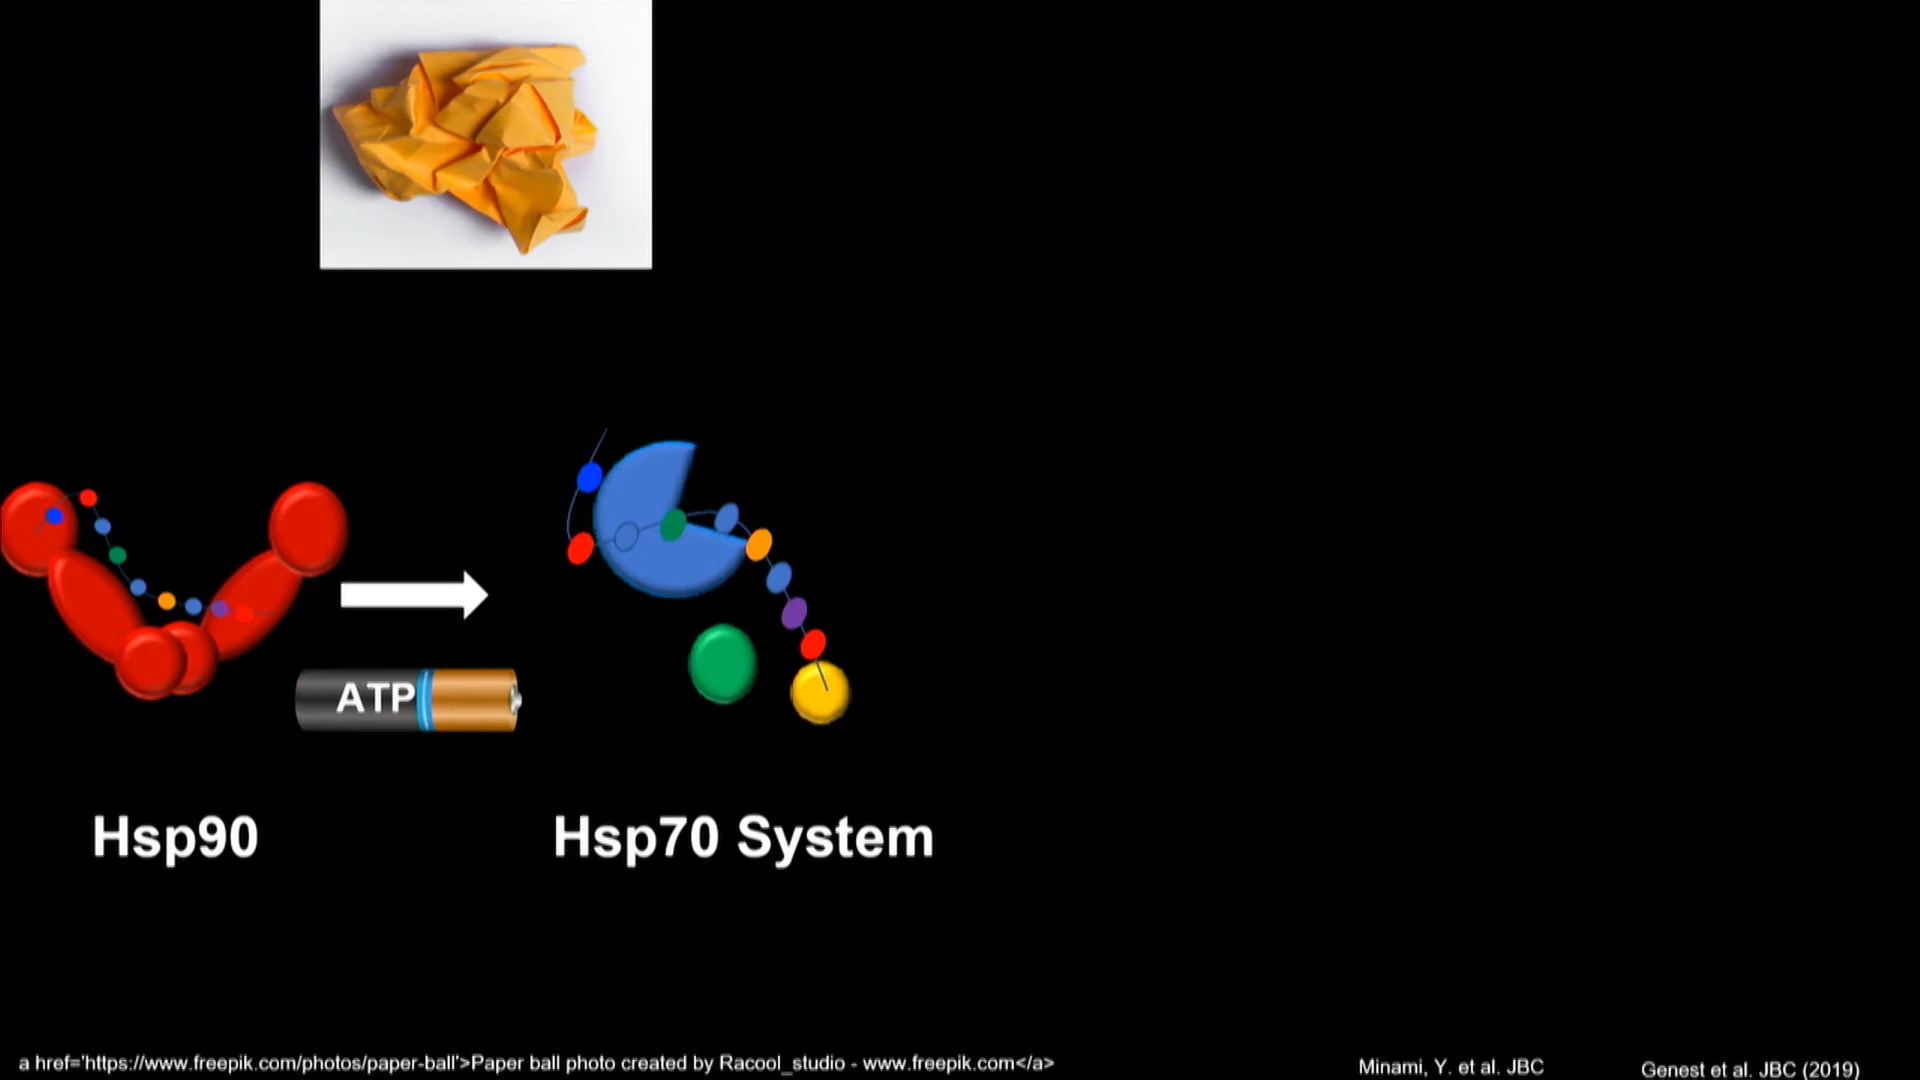 ATP
Hsp90
Hsp70 System
a href='https://www.freepik.com/photos/paper-ball'>Paper ball photo created by Racool_studio - www.freepik.com</a>
Minami, Y. et al. JBC
Genest et al. JBC (2019)